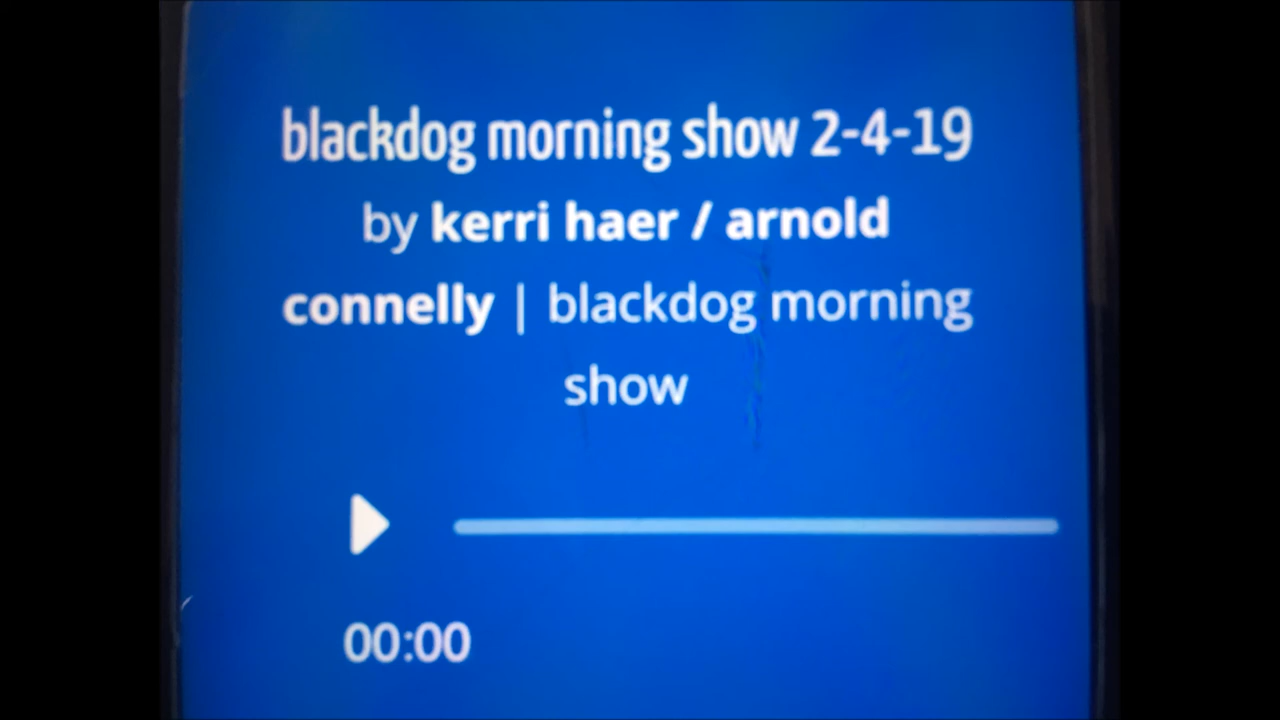 blackdog morning show 2-4-19
by kerri haer / arnold
connelly | blackdog morning
show
00:00